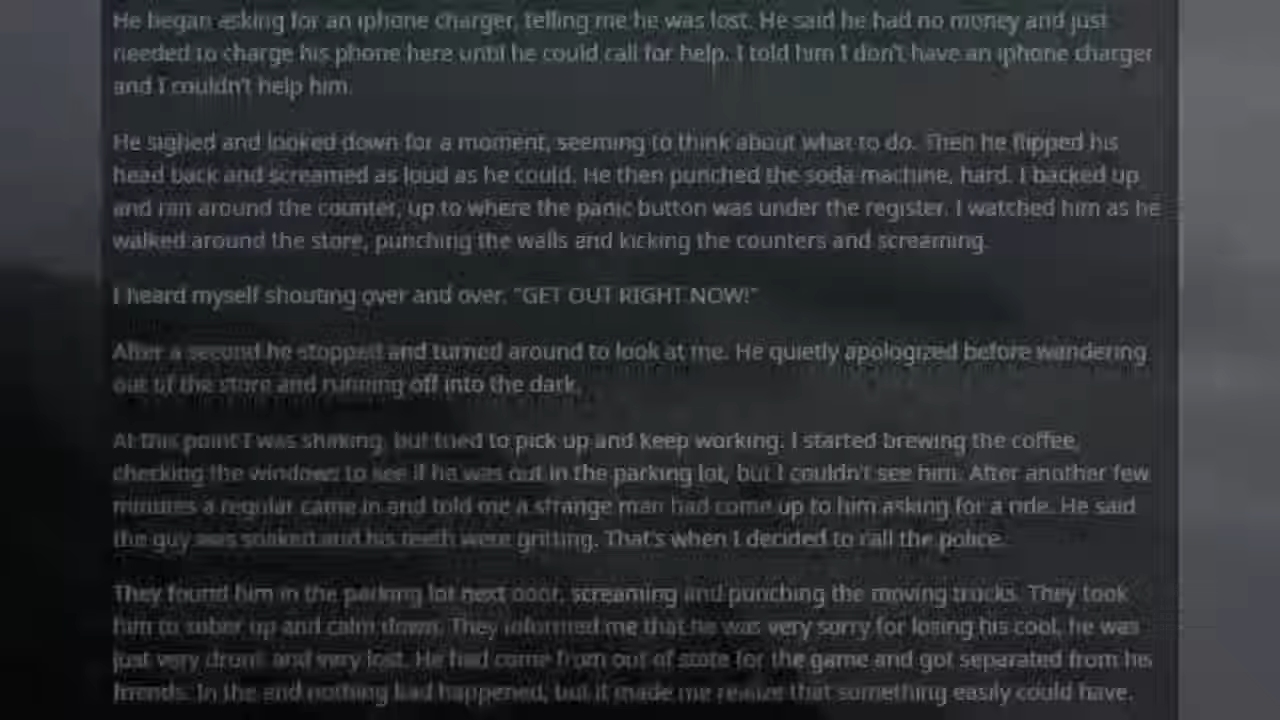 He began asking for an iphone charger, telling me he was lost. He said he had no money and just
needed to charge his phone here until he could call for help. I told him I don't have an iphone charger
and I couldn't help him.
He sighed and looked down for a moment, seeming to think about what to do. Then he flipped his
head back and screamed as loud as he could. He then punched the soda machine, hard. I backed up
and ran around the counter, up to where the panic button was under the register. I watched him as he
walked around the store, punching the walls and kicking the counters and screaming.
I heard myself shouting over and over, "GET OUT RIGHT NOW!"
After a second he stopped and turned around to look at me. He quietly apologized before wandering
out of the store and running off into the dark.
At this point I was shaking, but tried to pick up and keep working. I started brewing the coffee,
checking the windows to see if he was out in the parking lot, but I couldn't see him. After another few
minutes a regular came in and told me a strange man had come up to him asking for a ride. He said
the guy was soaked and his teeth were gritting. That's when I decided to call the police.
They found him in the parking lot next door, screaming and punching the moving trucks. They took
him to sober up and calm down. They informed me that he was very sorry for losing his cool, he was
just very drunk and very lost. He had come from out of state for the game and got separated from his
friends. In the end nothing bad happened, but it made me realize that something easily could have.